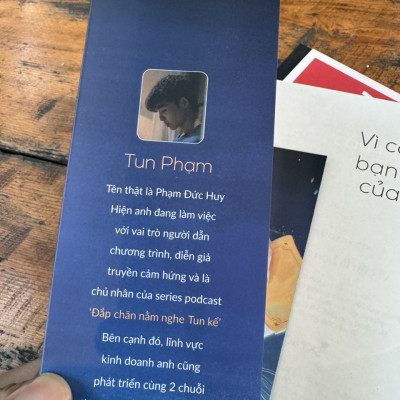 Tun Phạm
Tên thật là Phạm Đức Huy
Hiện anh đang làm việc
với vai trò người dẫn
chương trình, diễn giả
truyền cảm hứng và là
chủ nhân của series podcast
'Đắp chăn nằm nghe Tun kể'
Bên cạnh đó, lĩnh vực
kinh doanh anh cũng
phát triển cùng 2 chuỗi
Vì c
bạn
của